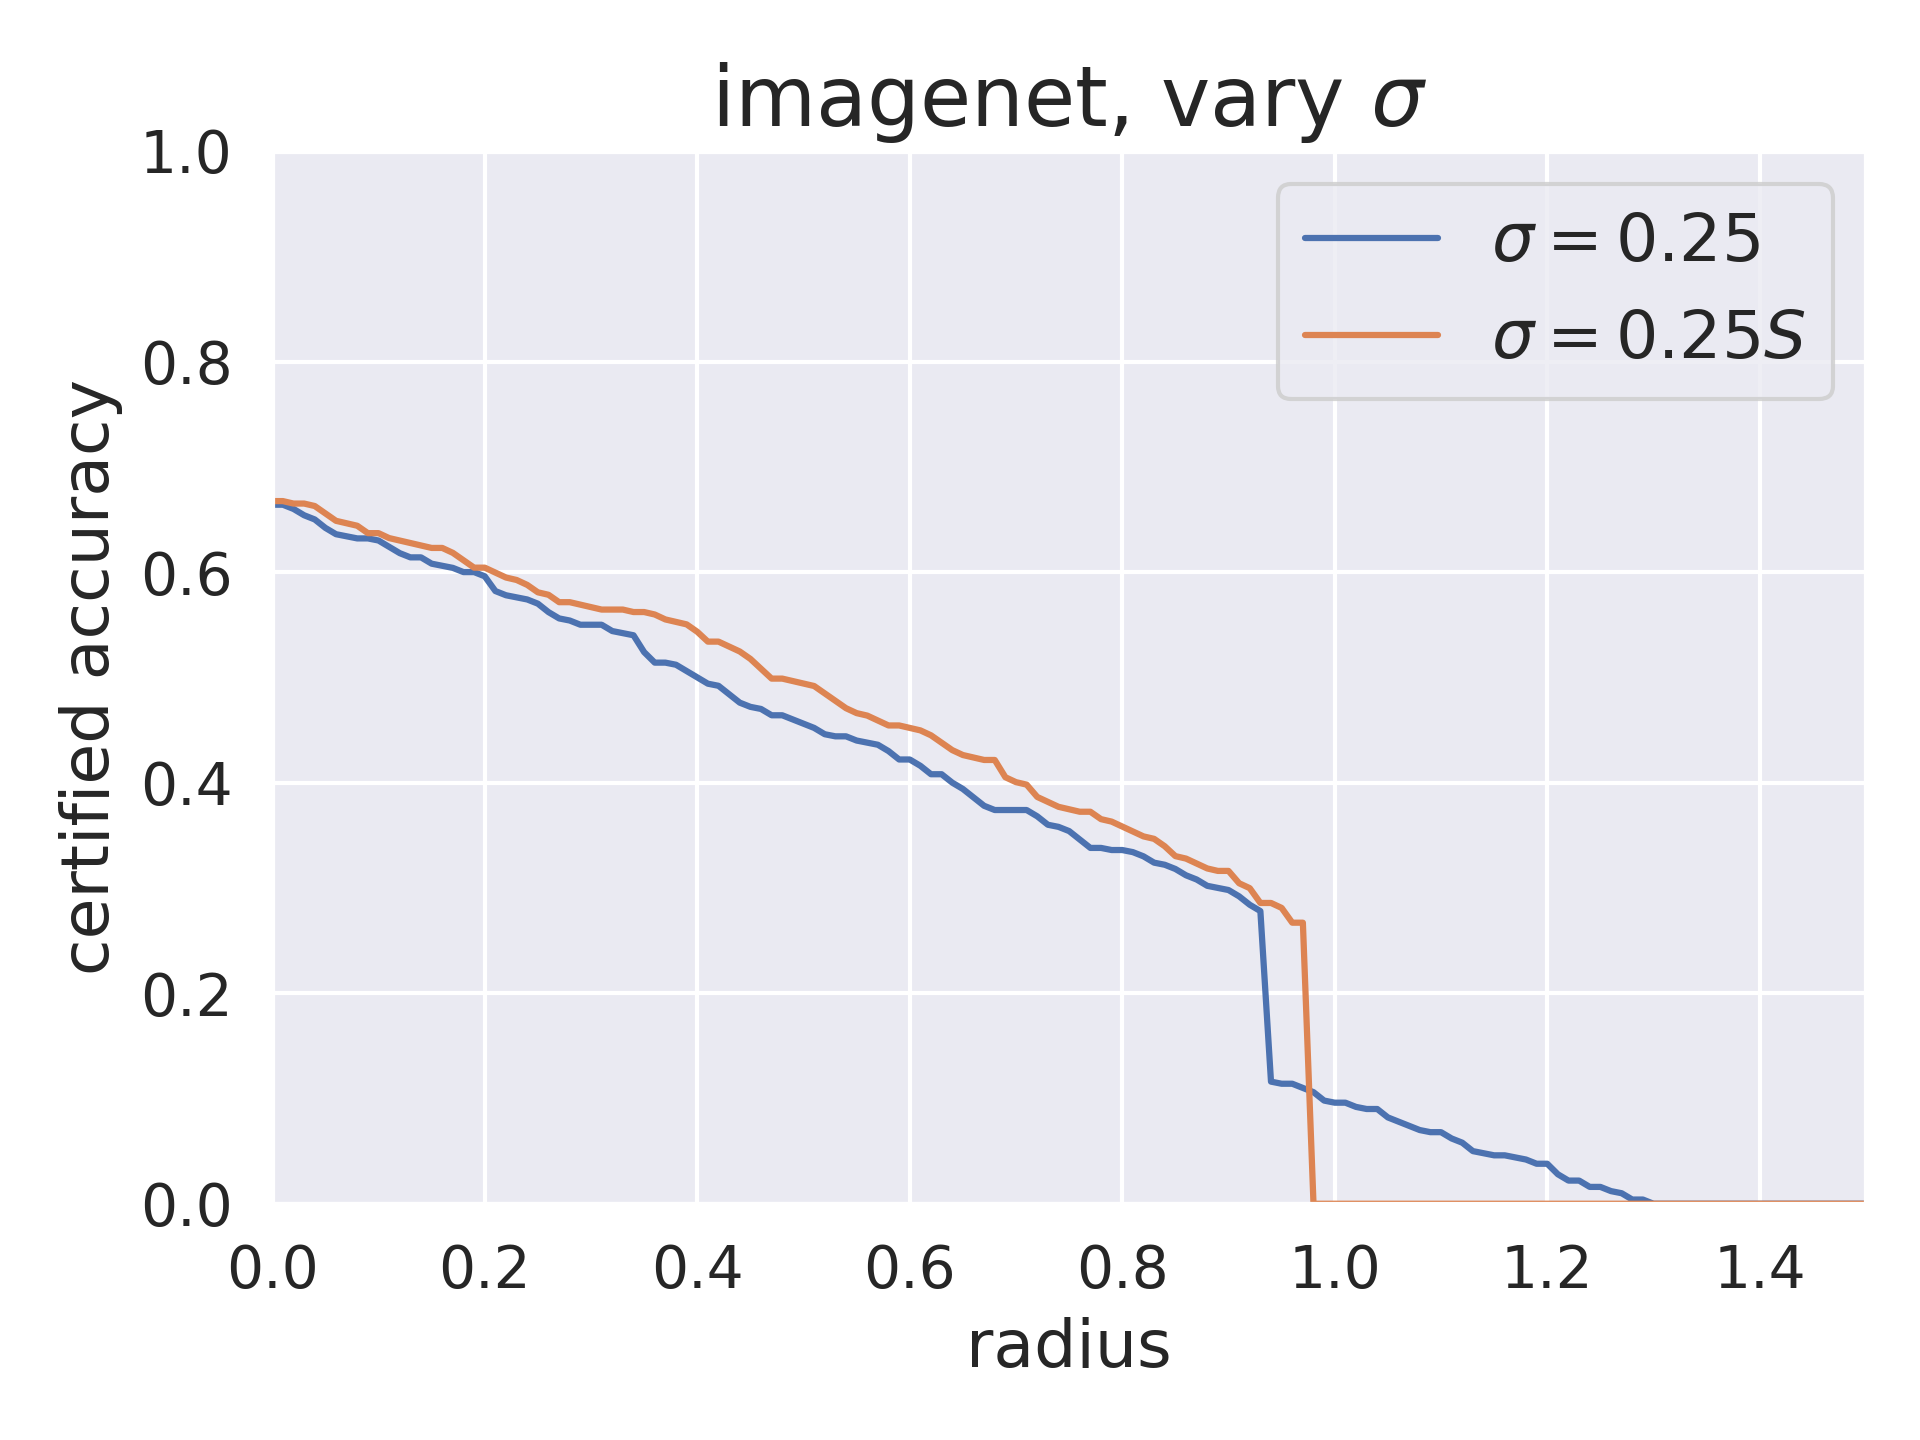 imagenet, vary σ
σ = 0.25
σ = 0.25S
certified accuracy
1.0
0.8
0.6
0.4
0.2
0.0
0.0 0.2 0.4 0.6 0.8 1.0 1.2 1.4
radius